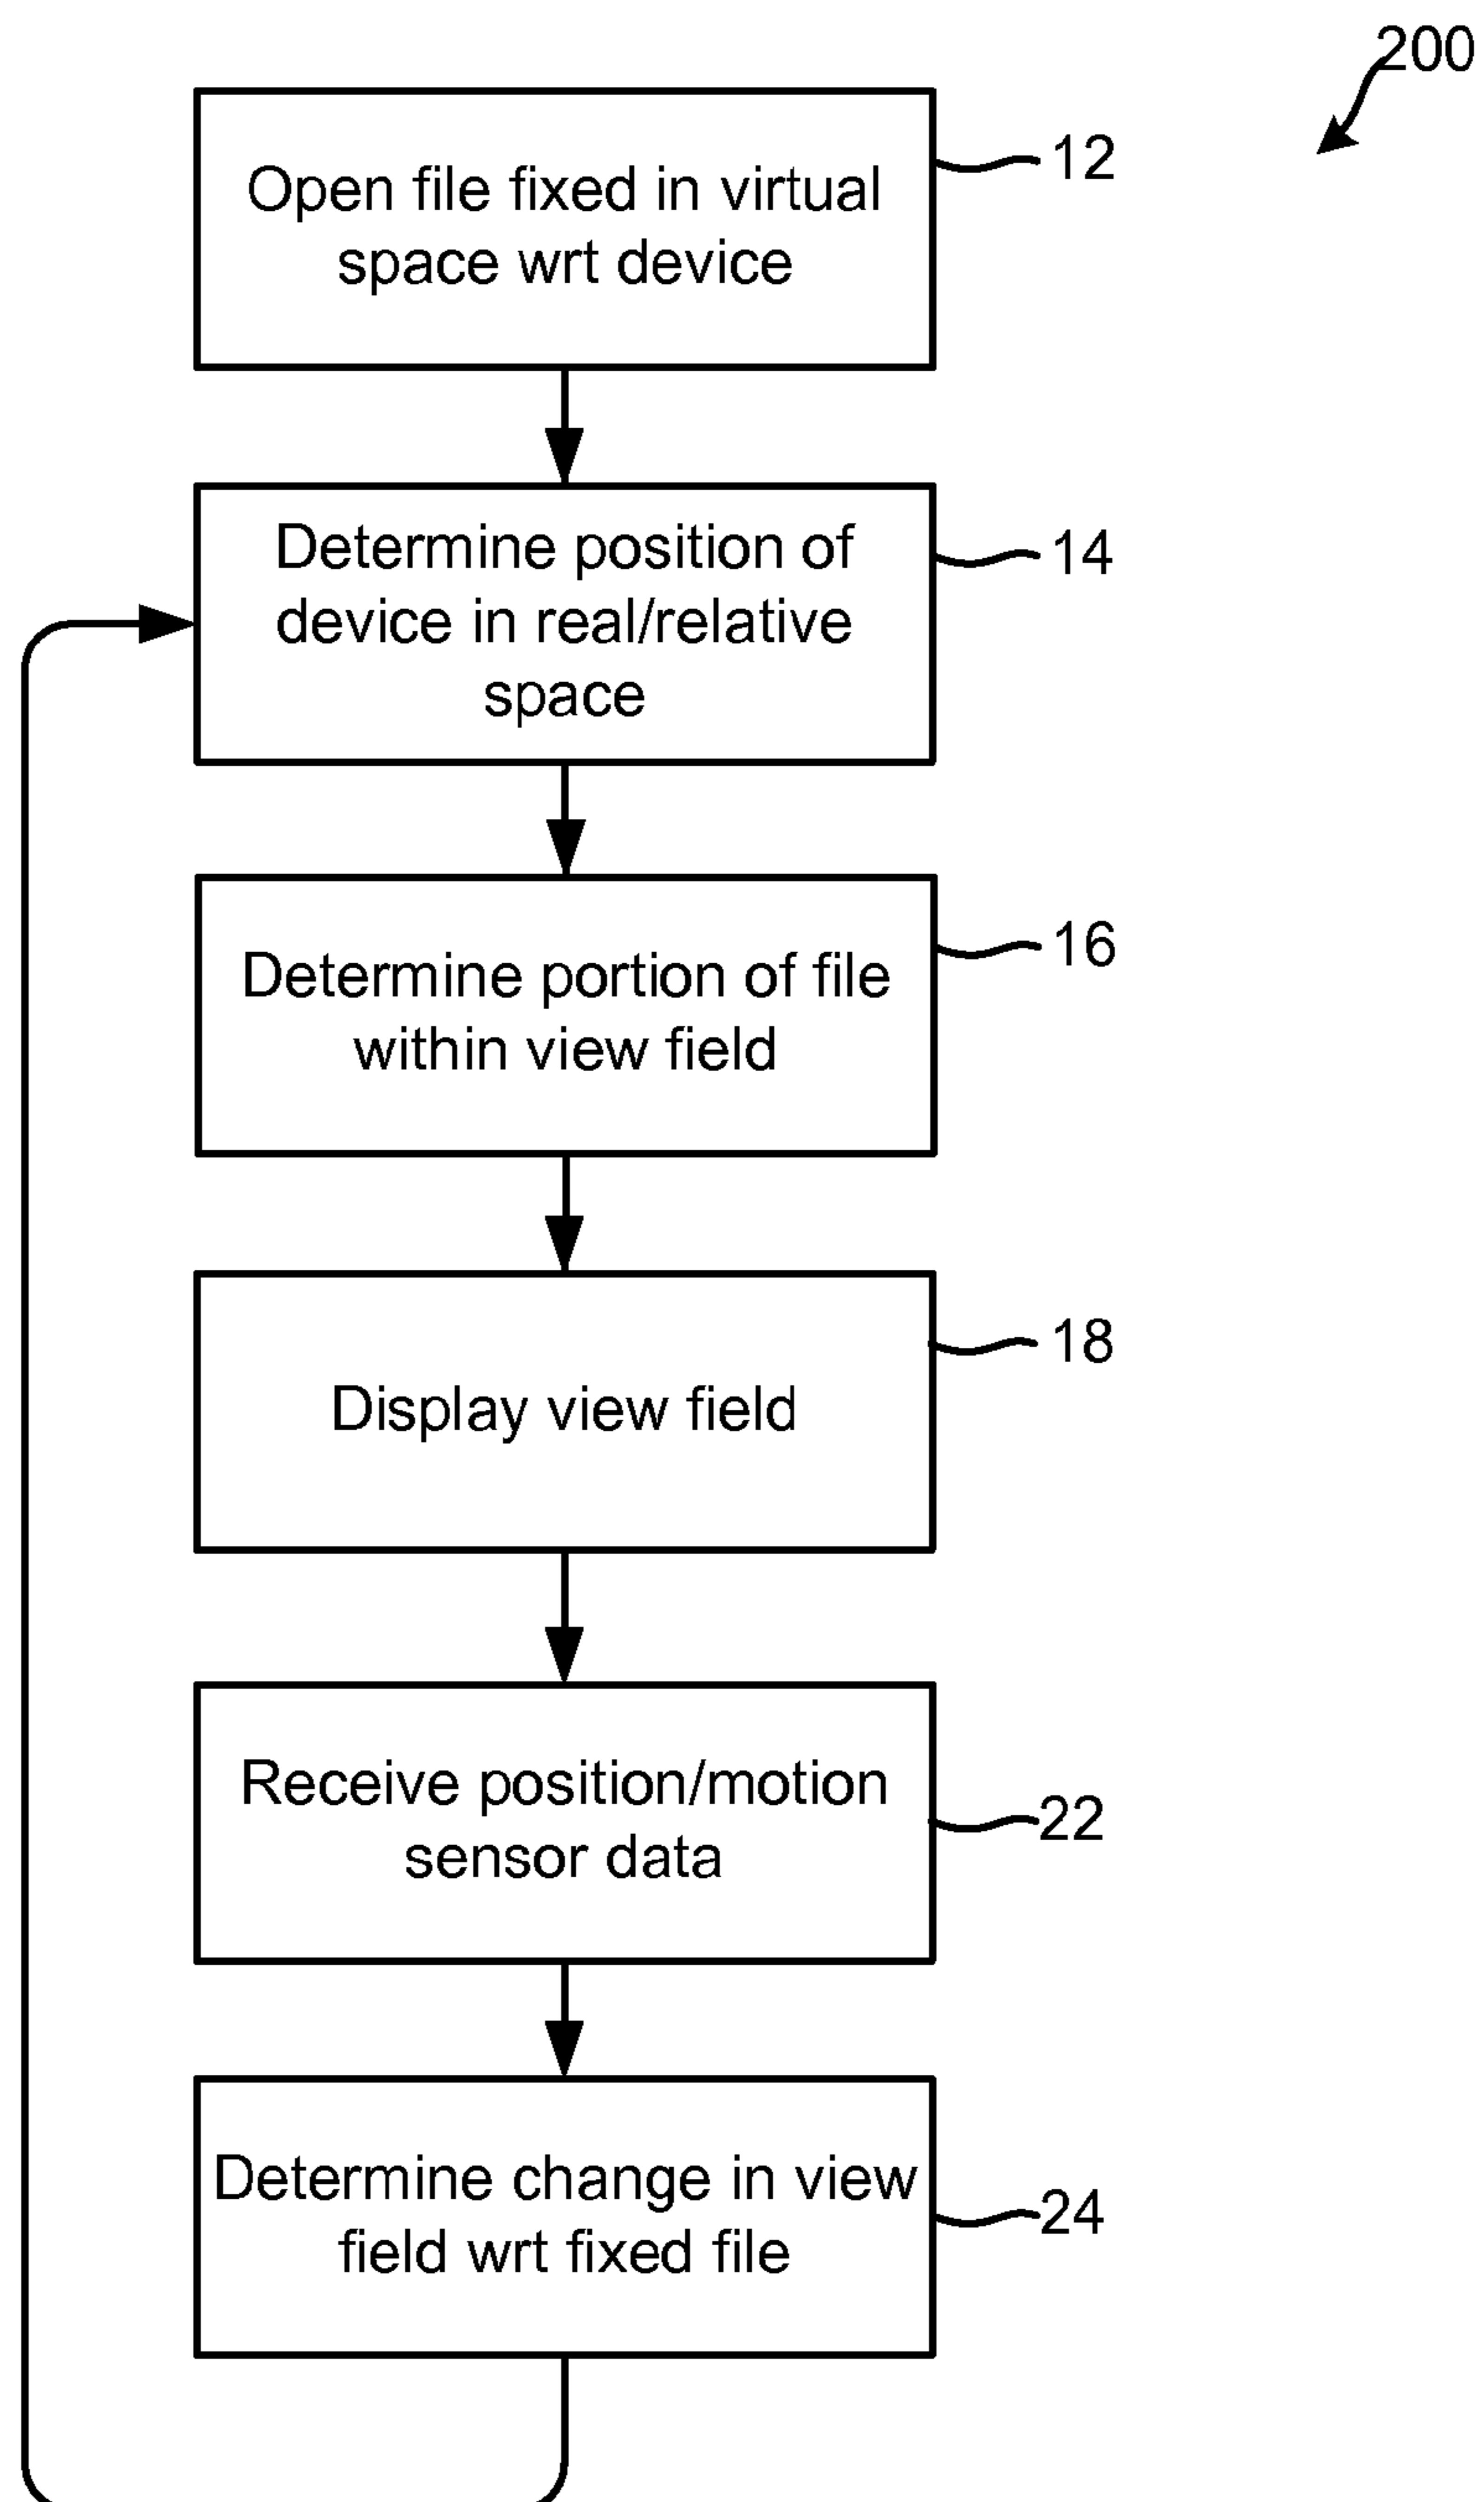 200
Open file fixed in virtual
space wrt device
12
Determine position of
device in real/relative
space
14
Determine portion of file
within view field
16
Display view field
18
Receive position/motion
sensor data
22
Determine change in view
field wrt fixed file
24